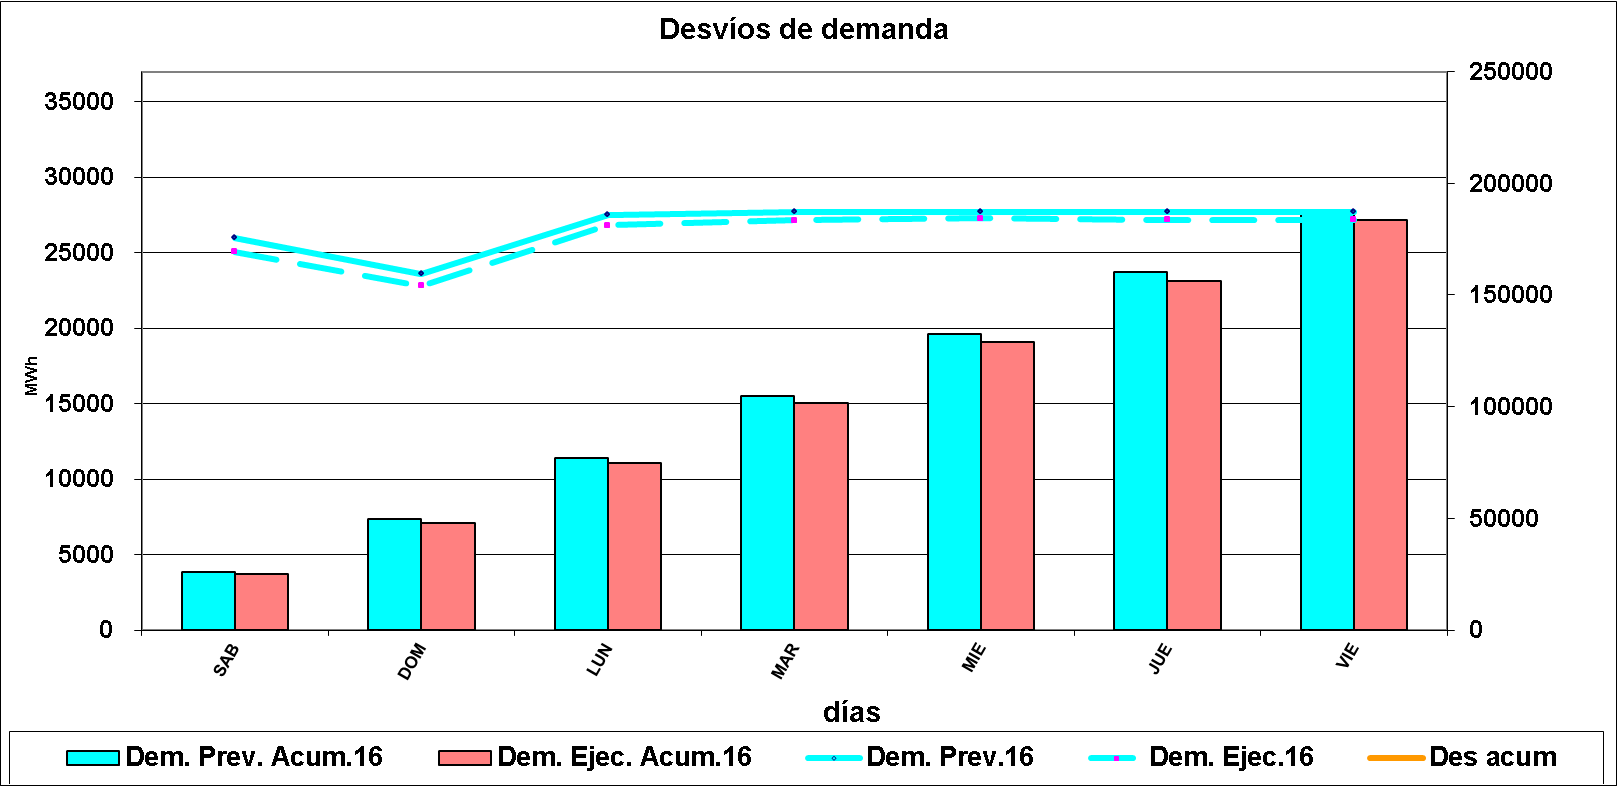 Desvíos de demanda
35000
30000
25000
20000
15000
10000
5000
0
MWh
250000
200000
150000
100000
50000
0
SAB
DOM
LUN
MAR
MIE
JUE
VIE
días
Dem. Prev. Acum.16 Dem. Ejec. Acum.16 Dem. Prev.16 Dem. Ejec.16 Des acum